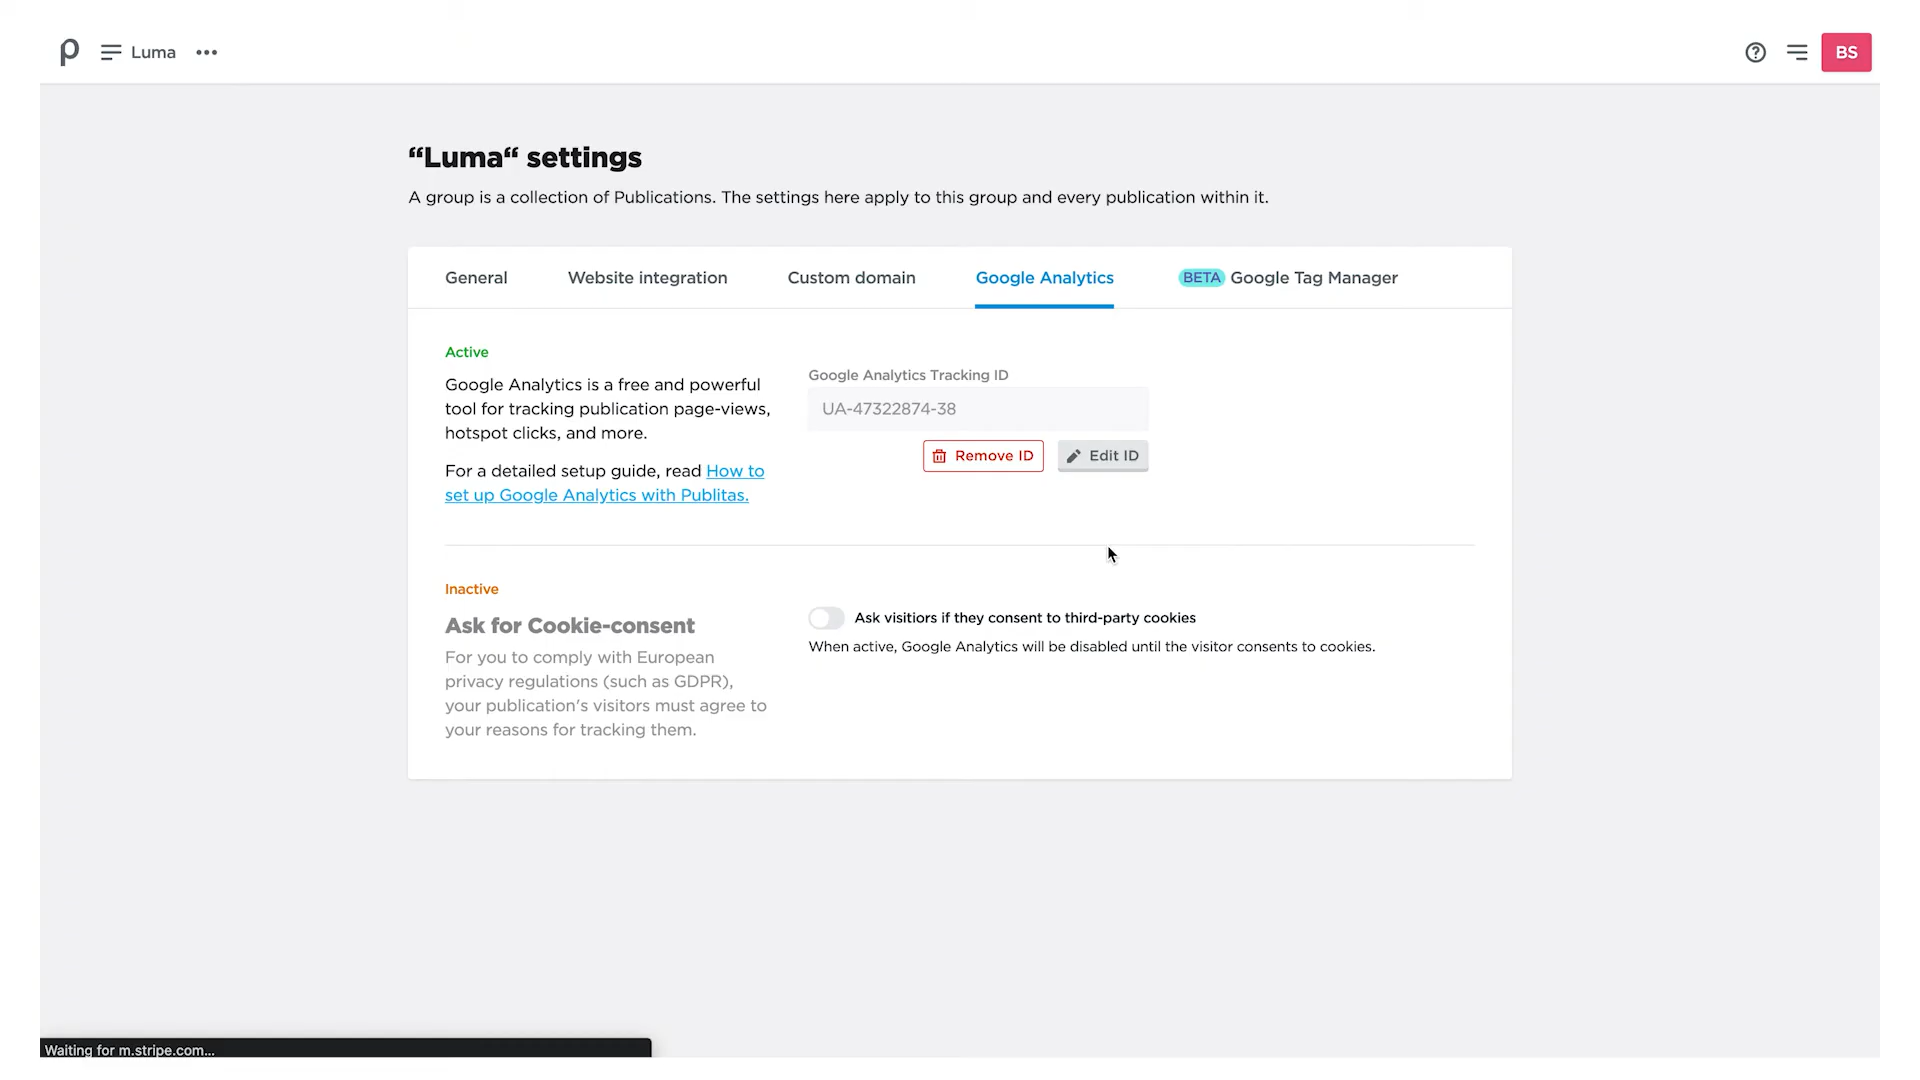 Luma
BS
“Luma“ settings
A group is a collection of Publications. The settings here apply to this group and every publication within it.
General
Website integration
Custom domain
Google Analytics
BETA Google Tag Manager
Active
Google Analytics is a free and powerful
tool for tracking publication page-views,
hotspot clicks, and more.
For a detailed setup guide, read How to
set up Google Analytics with Publitas.
Google Analytics Tracking ID
UA-47322874-38
Remove ID
Edit ID
Inactive
Ask for Cookie-consent
For you to comply with European
privacy regulations (such as GDPR),
your publication's visitors must agree to
your reasons for tracking them.
Ask visitiors if they consent to third-party cookies
When active, Google Analytics will be disabled until the visitor consents to cookies.
Waiting for m.stripe.com...